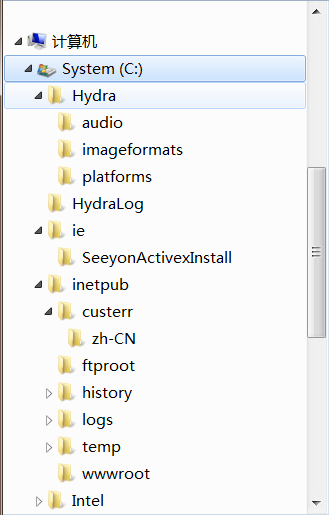 计算机
System (C:)
Hydra
audio
imageformats
platforms
HydraLog
ie
SeeyonActivexInstall
inetpub
custerr
zh-CN
ftproot
history
logs
temp
wwwroot
Intel